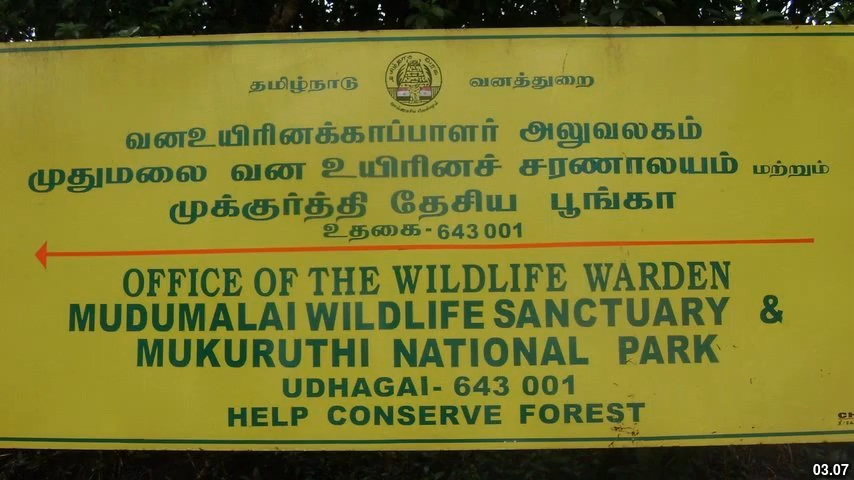 தமிழ்நாடு வனத்துறை
வனஉயிரினக்காப்பாளர் அலுவலகம்
முதுமலை வன உயிரினச் சரணாலயம் மற்றும்
முக்குர்த்தி தேசிய பூங்கா
உதகை-643 001
OFFICE OF THE WILDLIFE WARDEN
MUDUMALAI WILDLIFE SANCTUARY &
MUKURUTHI NATIONAL PARK
UDHAGAI- 643 001
HELP CONSERVE FOREST
03.07